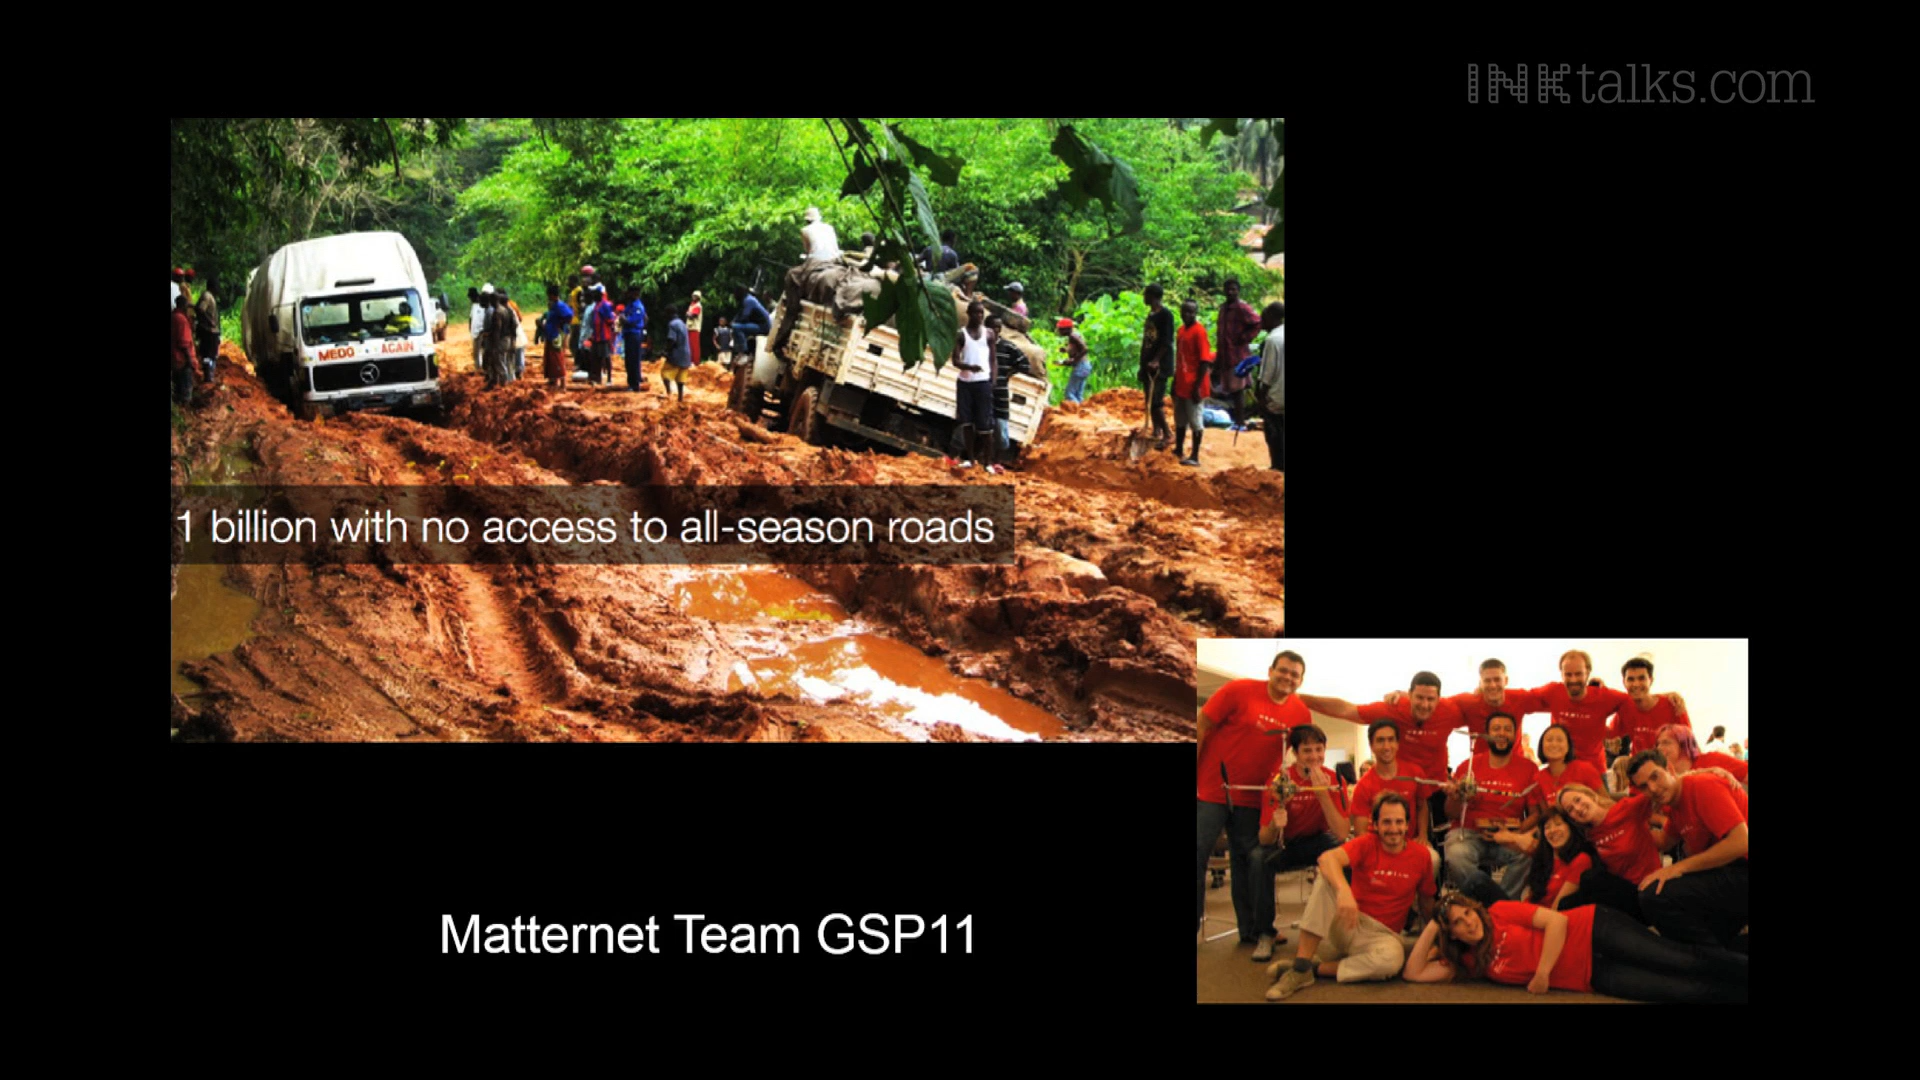 INKtalks.com
MEDO AGAIN
1 billion with no access to all-season roads
Matternet Team GSP11